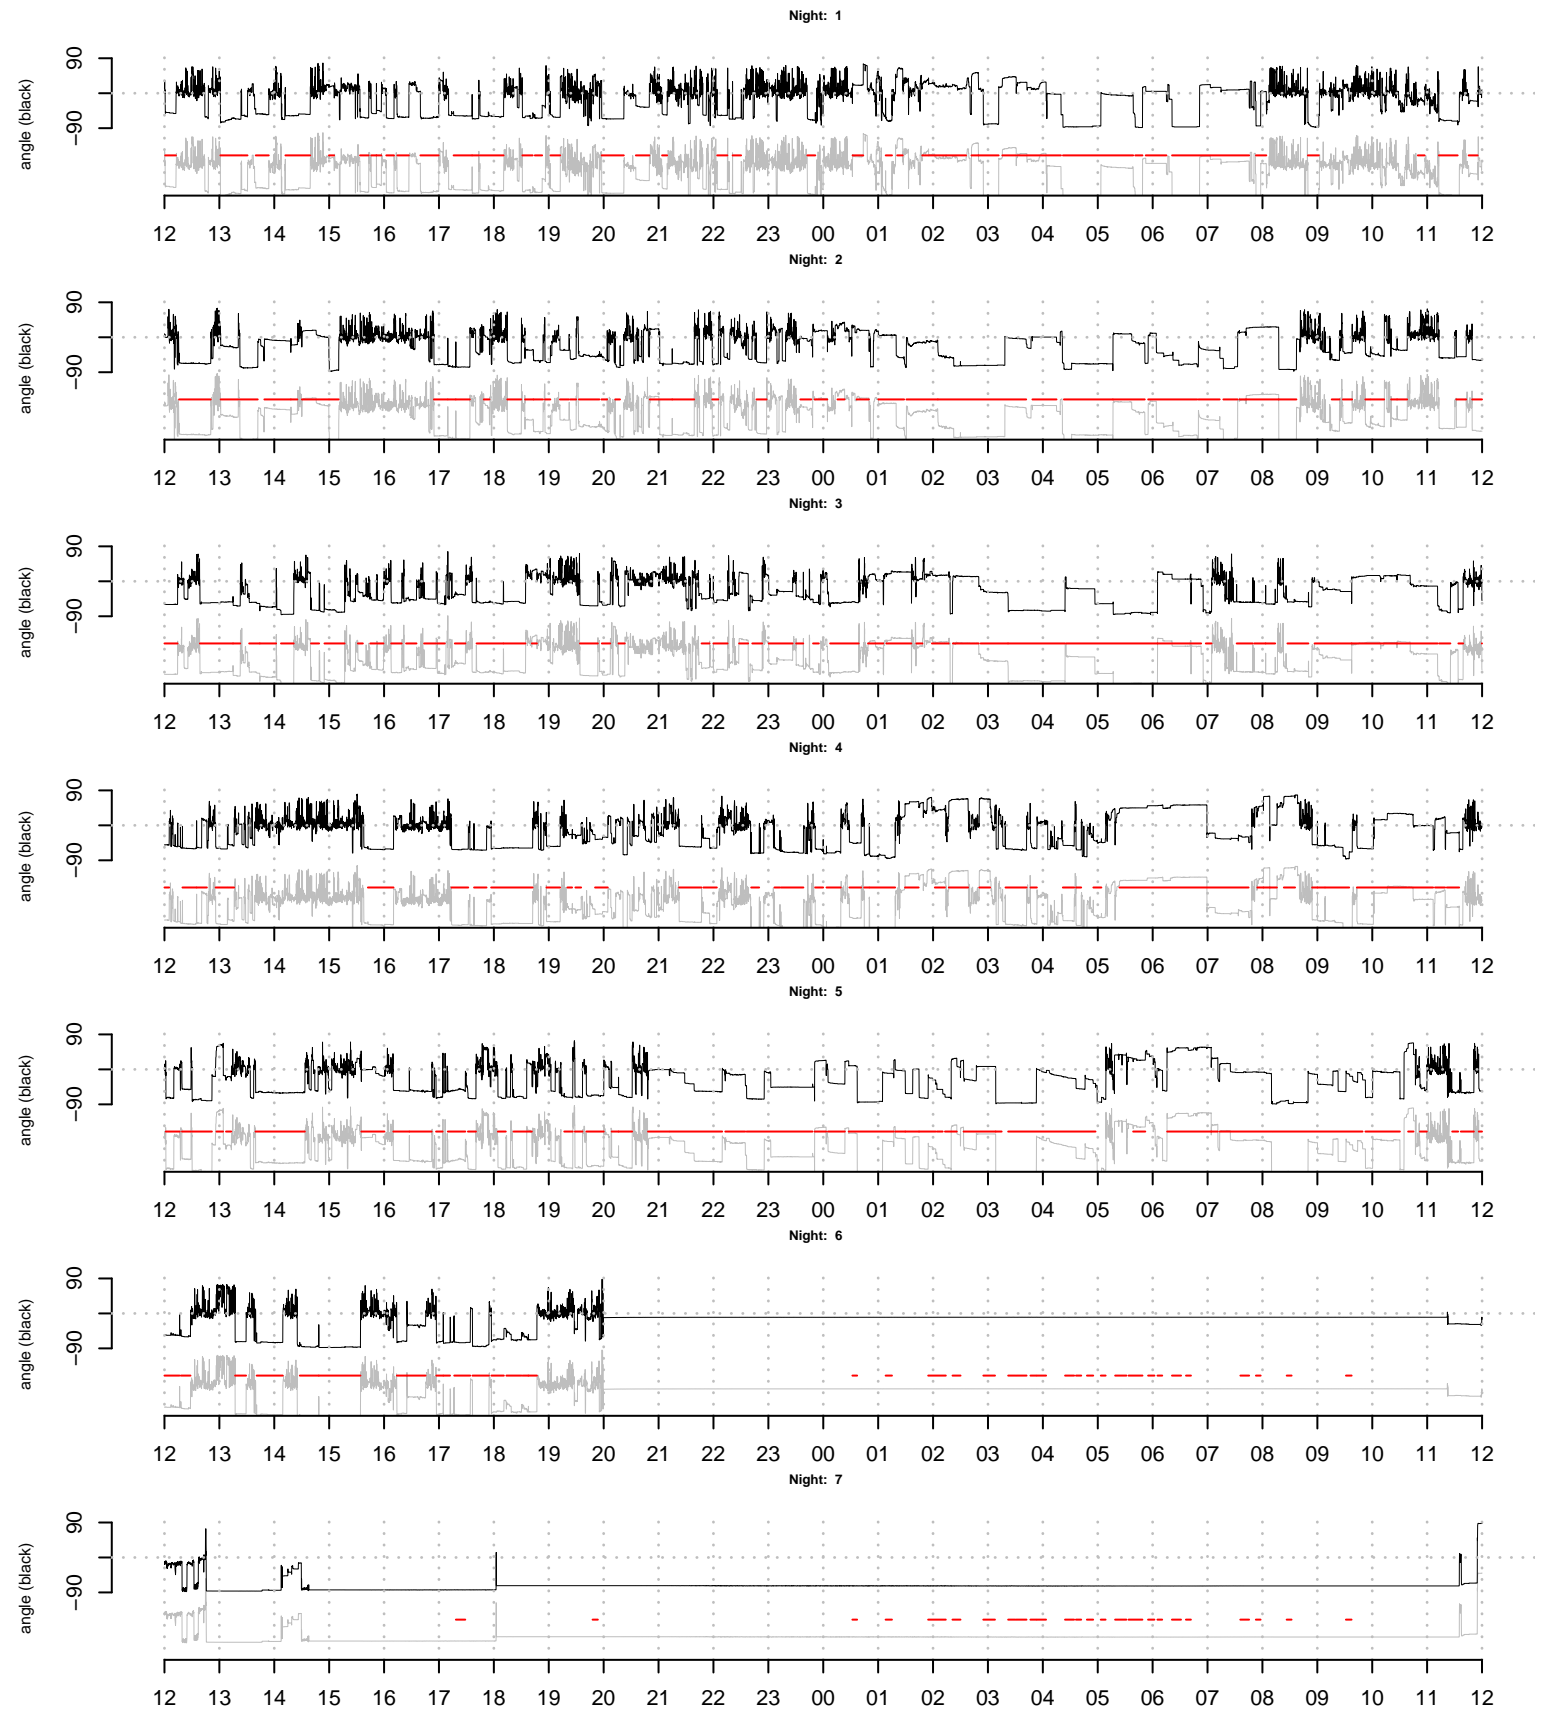 Night: 1
90
-90
angle (black)
12 13 14 15 16 17 18 19 20 21 22 23 00 01 02 03 04 05 06 07 08 09 10 11 12
Night: 2
90
-90
angle (black)
12 13 14 15 16 17 18 19 20 21 22 23 00 01 02 03 04 05 06 07 08 09 10 11 12
Night: 3
90
-90
angle (black)
12 13 14 15 16 17 18 19 20 21 22 23 00 01 02 03 04 05 06 07 08 09 10 11 12
Night: 4
90
-90
angle (black)
12 13 14 15 16 17 18 19 20 21 22 23 00 01 02 03 04 05 06 07 08 09 10 11 12
Night: 5
90
-90
angle (black)
12 13 14 15 16 17 18 19 20 21 22 23 00 01 02 03 04 05 06 07 08 09 10 11 12
Night: 6
90
-90
angle (black)
12 13 14 15 16 17 18 19 20 21 22 23 00 01 02 03 04 05 06 07 08 09 10 11 12
Night: 7
90
-90
angle (black)
12 13 14 15 16 17 18 19 20 21 22 23 00 01 02 03 04 05 06 07 08 09 10 11 12